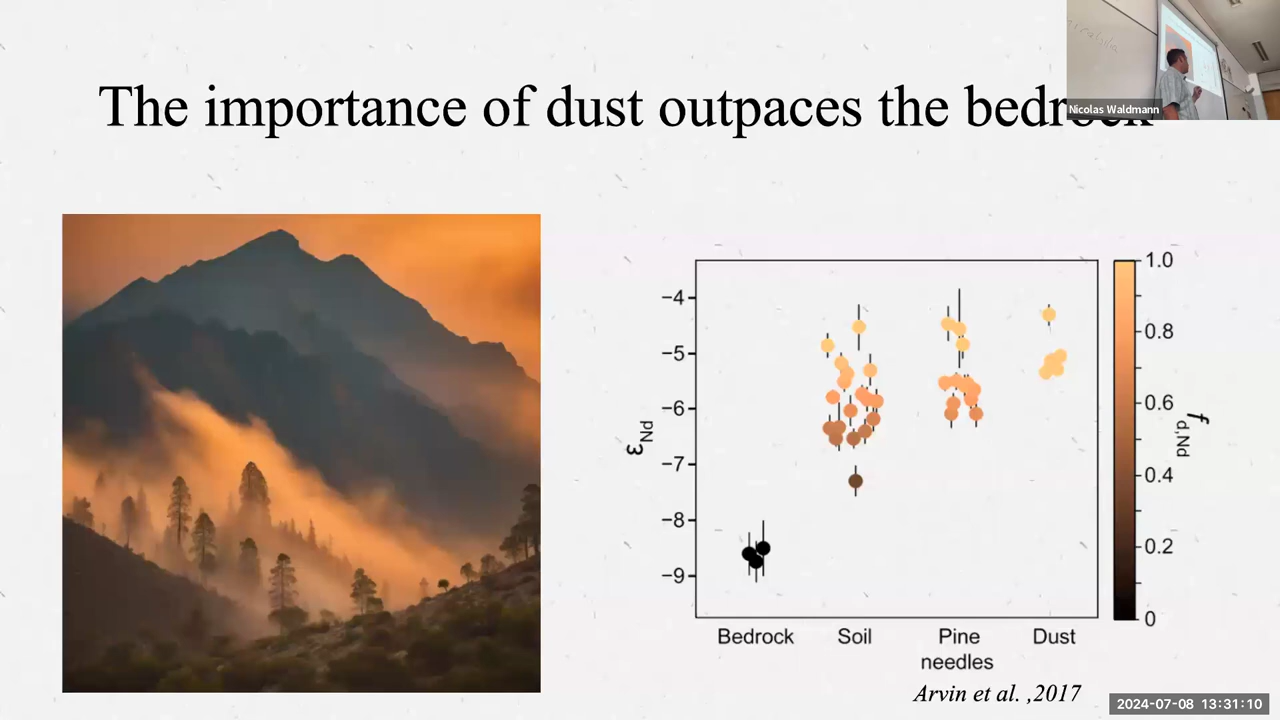 The importance of dust outpaces the bedrock
Nicolas Waldmann
1.0
0.8
0.6
0.4
0.2
0
f d,Nd
−4
−5
−6
−7
−8
−9
εNd
Bedrock
Soil
Pine needles
Dust
Arvin et al. ,2017
2024-07-08 13:31:10